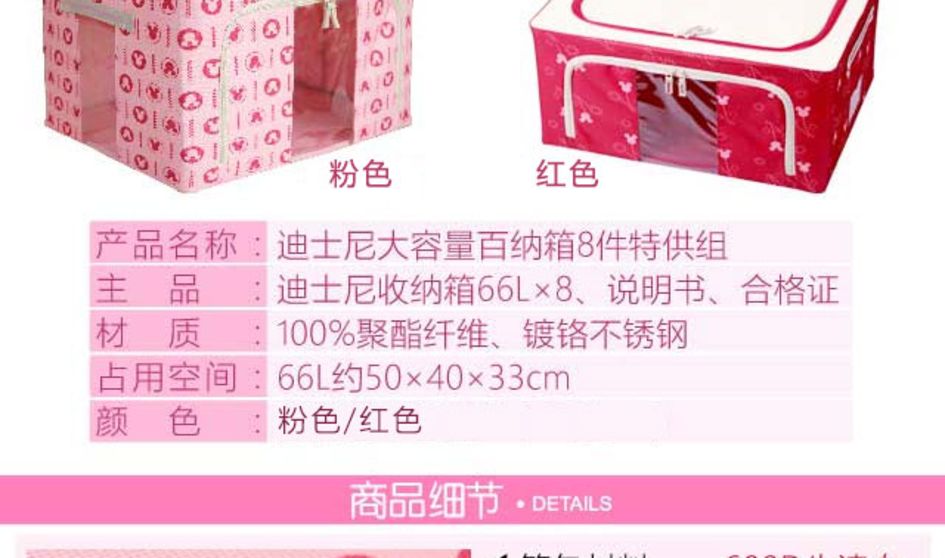 粉色 红色
产品名称：迪士尼大容量百纳箱8件特供组
主 品：迪士尼收纳箱66L×8、说明书、合格证
材 质：100%聚酯纤维、镀铬不锈钢
占用空间：66L约50×40×33cm
颜 色：粉色/红色
商品细节 • DETAILS